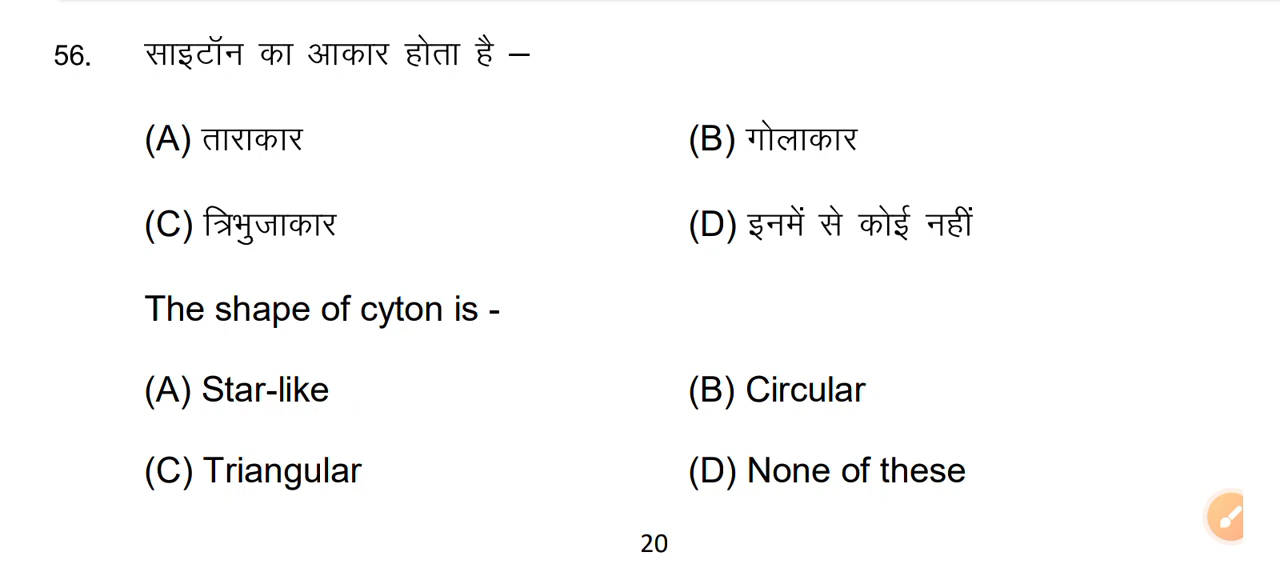 56. साइटॉन का आकार होता है –
(A) ताराकार (B) गोलाकार
(C) त्रिभुजाकार (D) इनमें से कोई नहीं
The shape of cyton is -
(A) Star-like (B) Circular
(C) Triangular (D) None of these
20